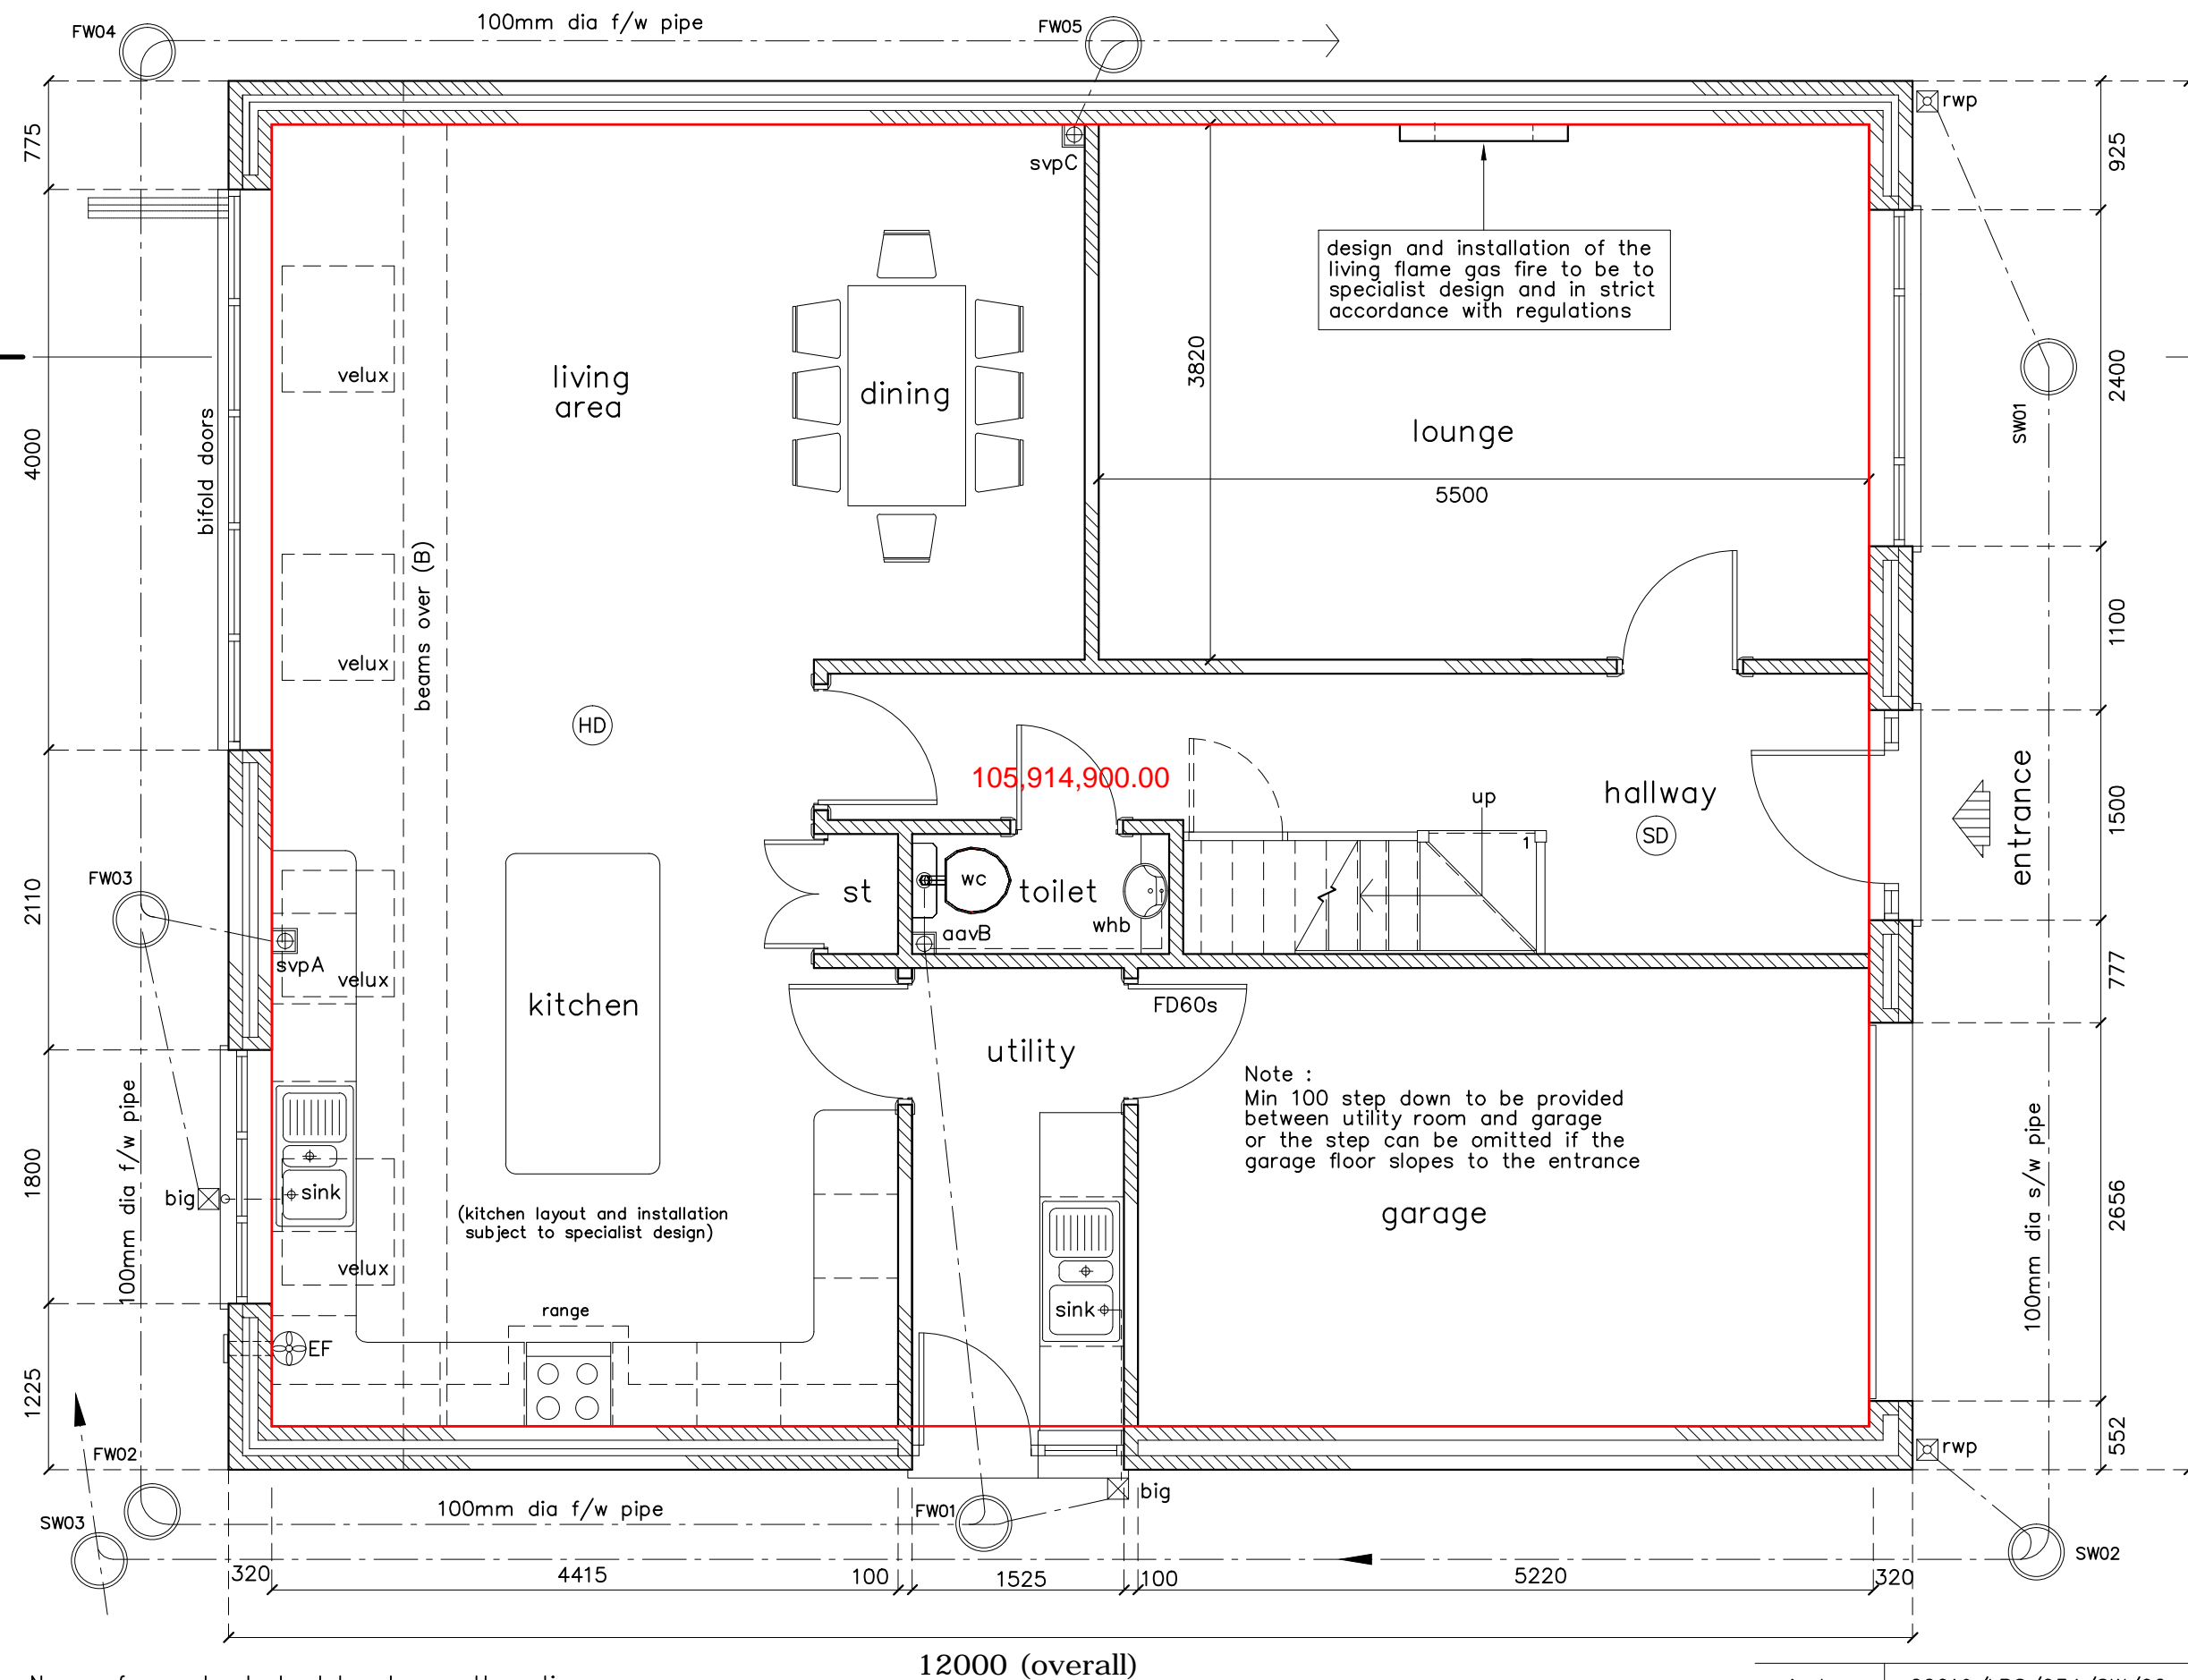 FW04
100mm dia f/w pipe
FW05
rwp
775
925
svpC
design and installation of the
living flame gas fire to be to
specialist design and in strict
accordance with regulations
velux
living
area
dining
3820
2400
lounge
SW01
4000
bifold doors
5500
beams over (B)
velux
1100
HD
105,914,900.00
hallway
up
1
SD
1500
entrance
FW03
2110
st
wc
toilet
whb
aavB
svpA
velux
777
kitchen
FD60s
utility
Note :
Min 100 step down to be provided
between utility room and garage
or the step can be omitted if the
garage floor slopes to the entrance
100mm dia f/w pipe
1800
big
sink
(kitchen layout and installation
subject to specialist design)
garage
2656
100mm dia s/w pipe
velux
range
sink
EF
1225
552
FW02
rwp
big
SW03
100mm dia f/w pipe
FW01
SW02
320
4415
100
1525
100
5220
320
12000 (overall)